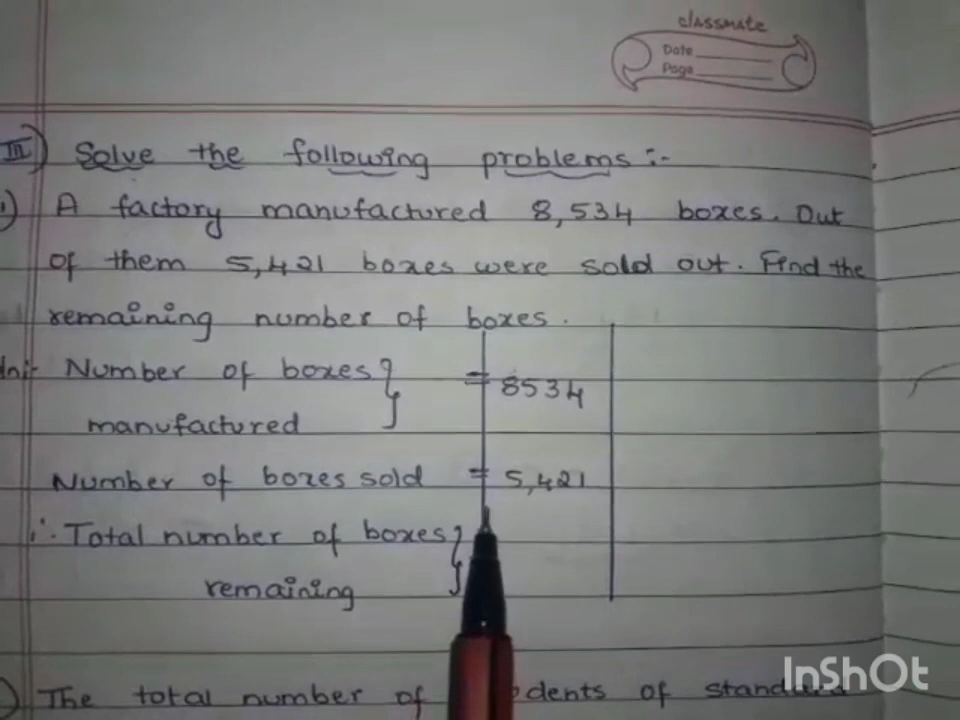 classmate
Date
Page
III) Solve the following problems :-
1) A factory manufactured 8,534 boxes. Out
of them 5,421 boxes were sold out. Find the
remaining number of boxes.
Number of boxes } = 8534
manufactured
Number of boxes sold = 5,421
∴ Total number of boxes }
remaining
) The total number of dents of standard
InShOt